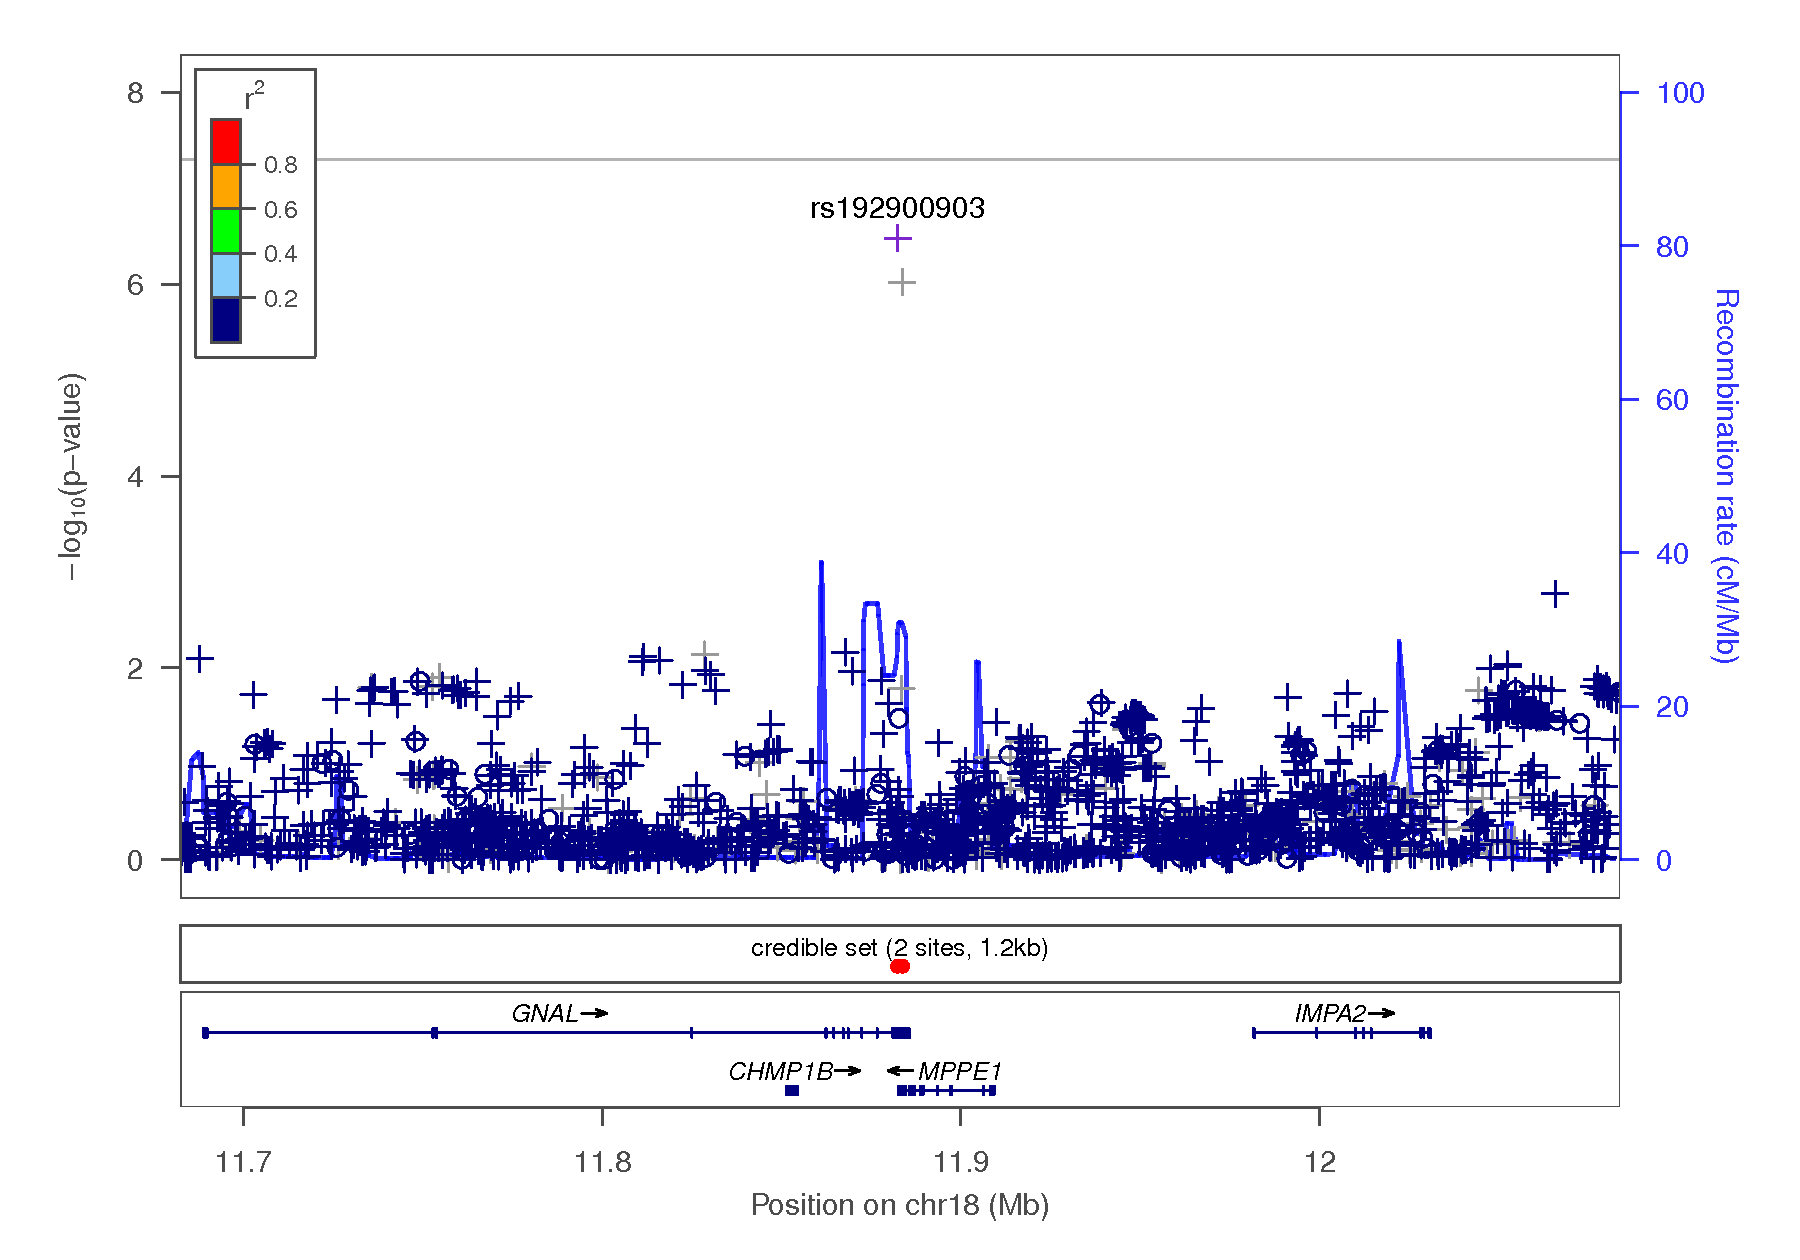 8
6
4
2
0
−log10(p−value)
r2
0.8
0.6
0.4
0.2
rs192900903
100
80
60
40
20
0
Recombination rate (cM/Mb)
credible set (2 sites, 1.2kb)
GNAL→
IMPA2→
CHMP1B→
←MPPE1
11.7
11.8
11.9
12
Position on chr18 (Mb)